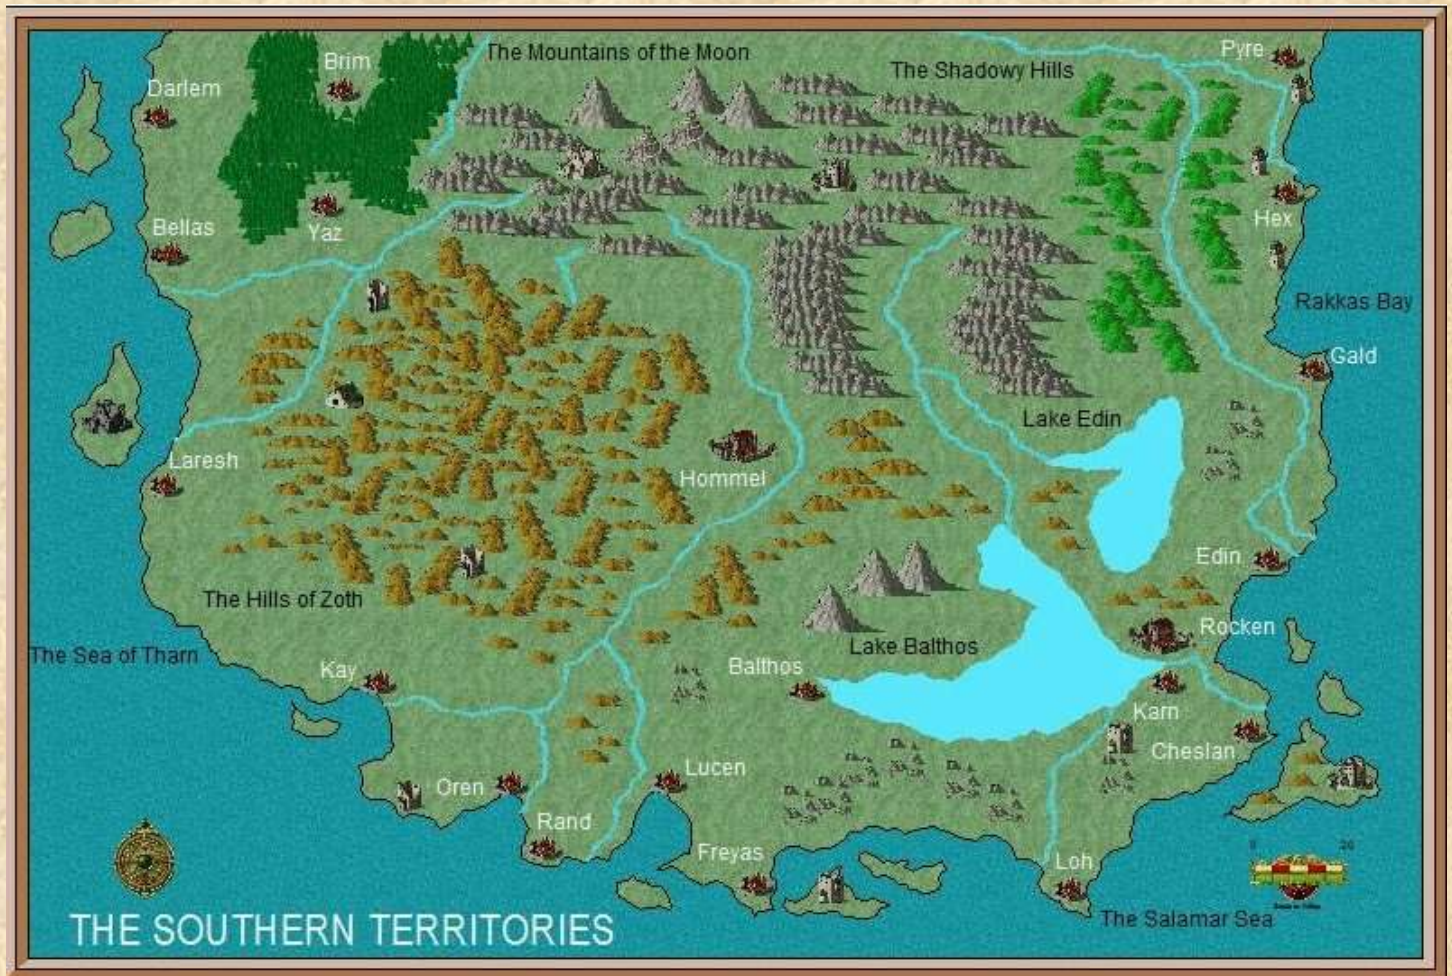 The Mountains of the Moon
Pyre
Brim
The Shadowy Hills
Darlem
Hex
Bellas
Yaz
Rakkas Bay
Gald
Lake Edin
Laresh
Hommel
Edin
The Hills of Zoth
Rocken
Lake Balthos
The Sea of Tharn
Balthos
Kay
Karn
Cheslan
Lucen
Oren
Rand
Freyas
Loh
The Salamar Sea
THE SOUTHERN TERRITORIES